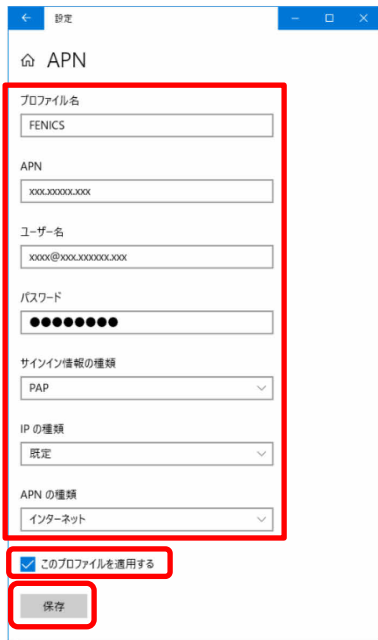 設定
APN
プロファイル名
FENICS
APN
xxx.xxxxx.xxx
ユーザー名
xxxx@xxx.xxxxxx.xxx
パスワード
●●●●●●●●
サインイン情報の種類
PAP
IP の種類
既定
APN の種類
インターネット
このプロファイルを適用する
保存